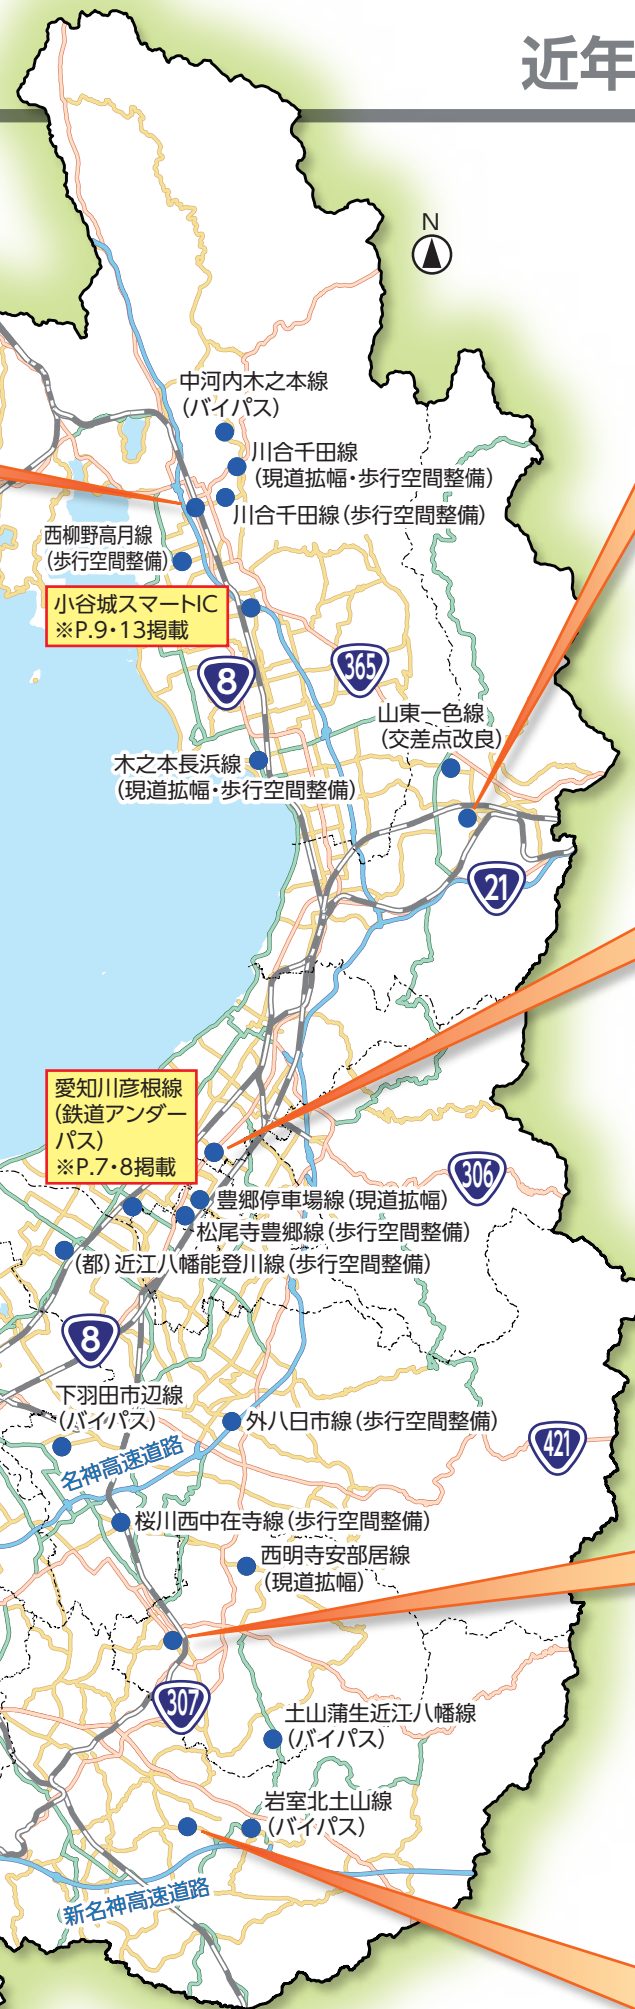 近年
N
中河内木之本線
(バイパス)
川合千田線
(現道拡幅・歩行空間整備)
川合千田線(歩行空間整備)
西柳野高月線
(歩行空間整備)
小谷城スマートIC
※P.9・13掲載
8
365
山東一色線
(交差点改良)
木之本長浜線
(現道拡幅・歩行空間整備)
21
愛知川彦根線
(鉄道アンダー
パス)
※P.7・8掲載
306
豊郷停車場線(現道拡幅)
松尾寺豊郷線(歩行空間整備)
(都)近江八幡能登川線(歩行空間整備)
8
下羽田市辺線
(バイパス)
外八日市線(歩行空間整備)
421
名神高速道路
桜川西中在寺線(歩行空間整備)
西明寺安部居線
(現道拡幅)
307
土山蒲生近江八幡線
(バイパス)
岩室北土山線
(バイパス)
新名神高速道路